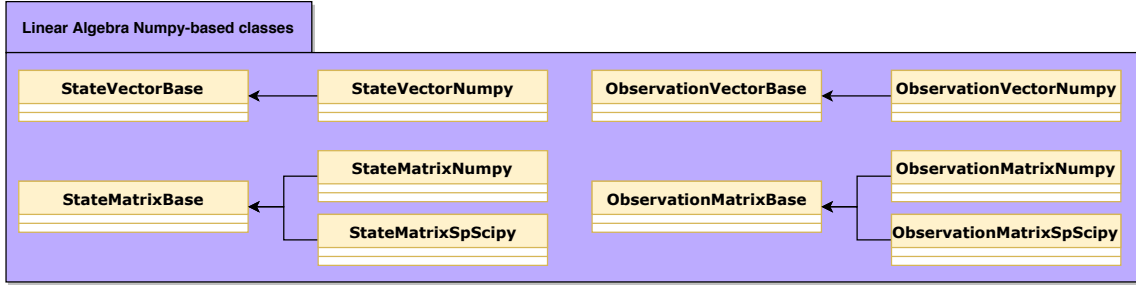 Linear Algebra Numpy-based classes
StateVectorBase
StateVectorNumpy
ObservationVectorBase
ObservationVectorNumpy
StateMatrixBase
StateMatrixNumpy
StateMatrixSpScipy
ObservationMatrixBase
ObservationMatrixNumpy
ObservationMatrixSpScipy